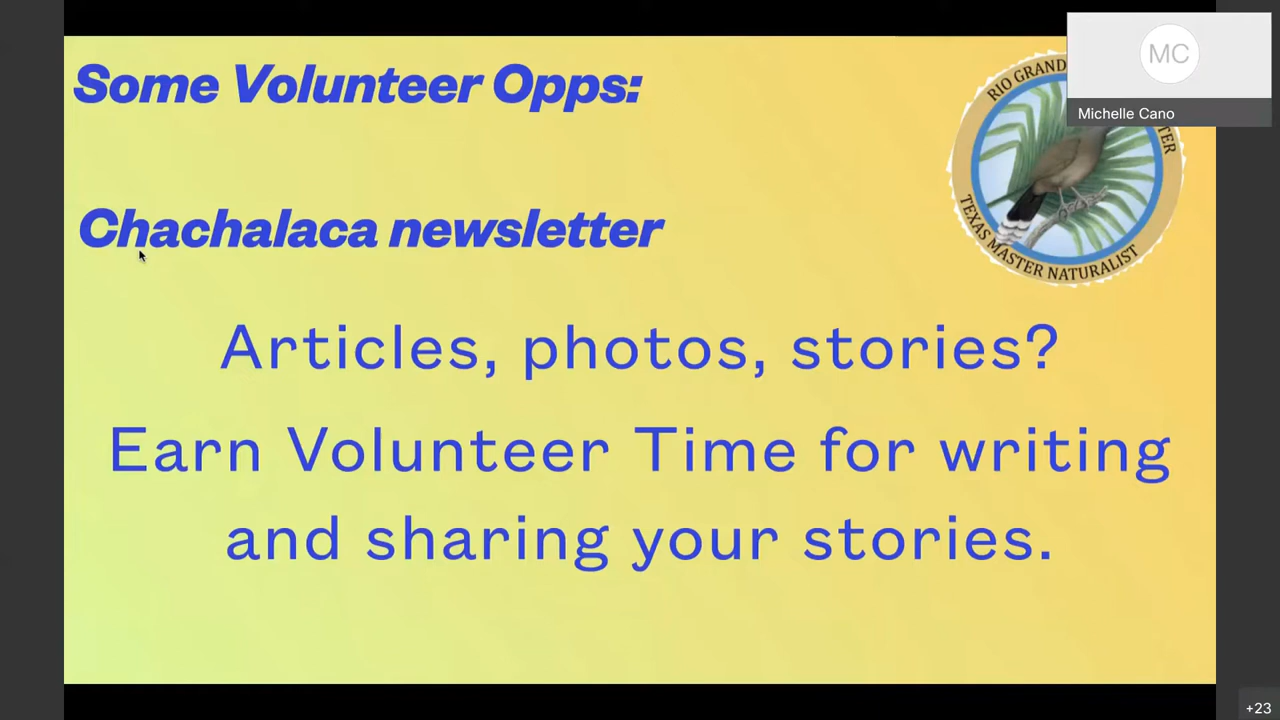 Some Volunteer Opps:
MC
Michelle Cano
RIO GRAND
TEXAS MASTER NATURALIST
Chachalaca newsletter
Articles, photos, stories?
Earn Volunteer Time for writing
and sharing your stories.
+23